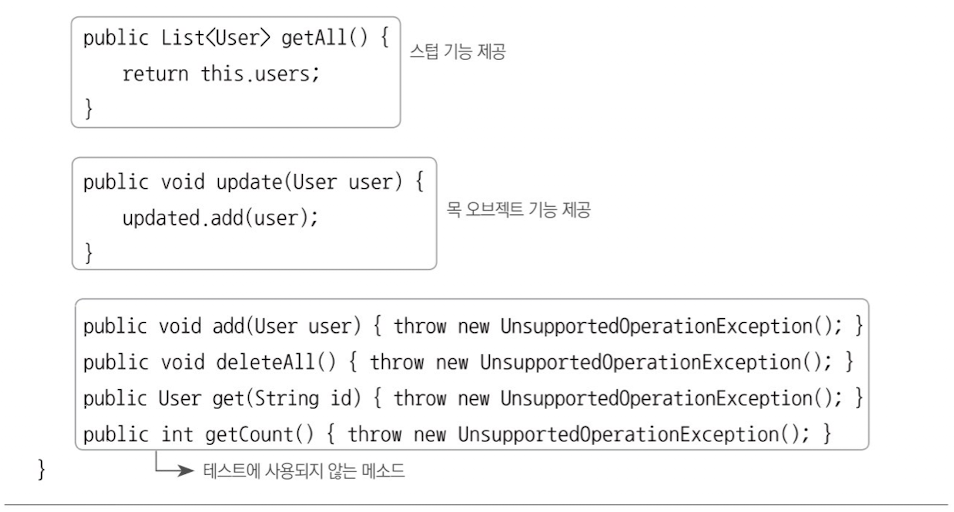 public List<User> getAll() {
스텁 기능 제공
return this.users;
}
public void update(User user) {
updated.add(user);
목 오브젝트 기능 제공
}
public void add(User user) { throw new UnsupportedOperationException(); }
public void deleteAll() { throw new UnsupportedOperationException(); }
public User get(String id) { throw new UnsupportedOperationException(); }
public int getCount() { throw new UnsupportedOperationException(); }
}
테스트에 사용되지 않는 메소드